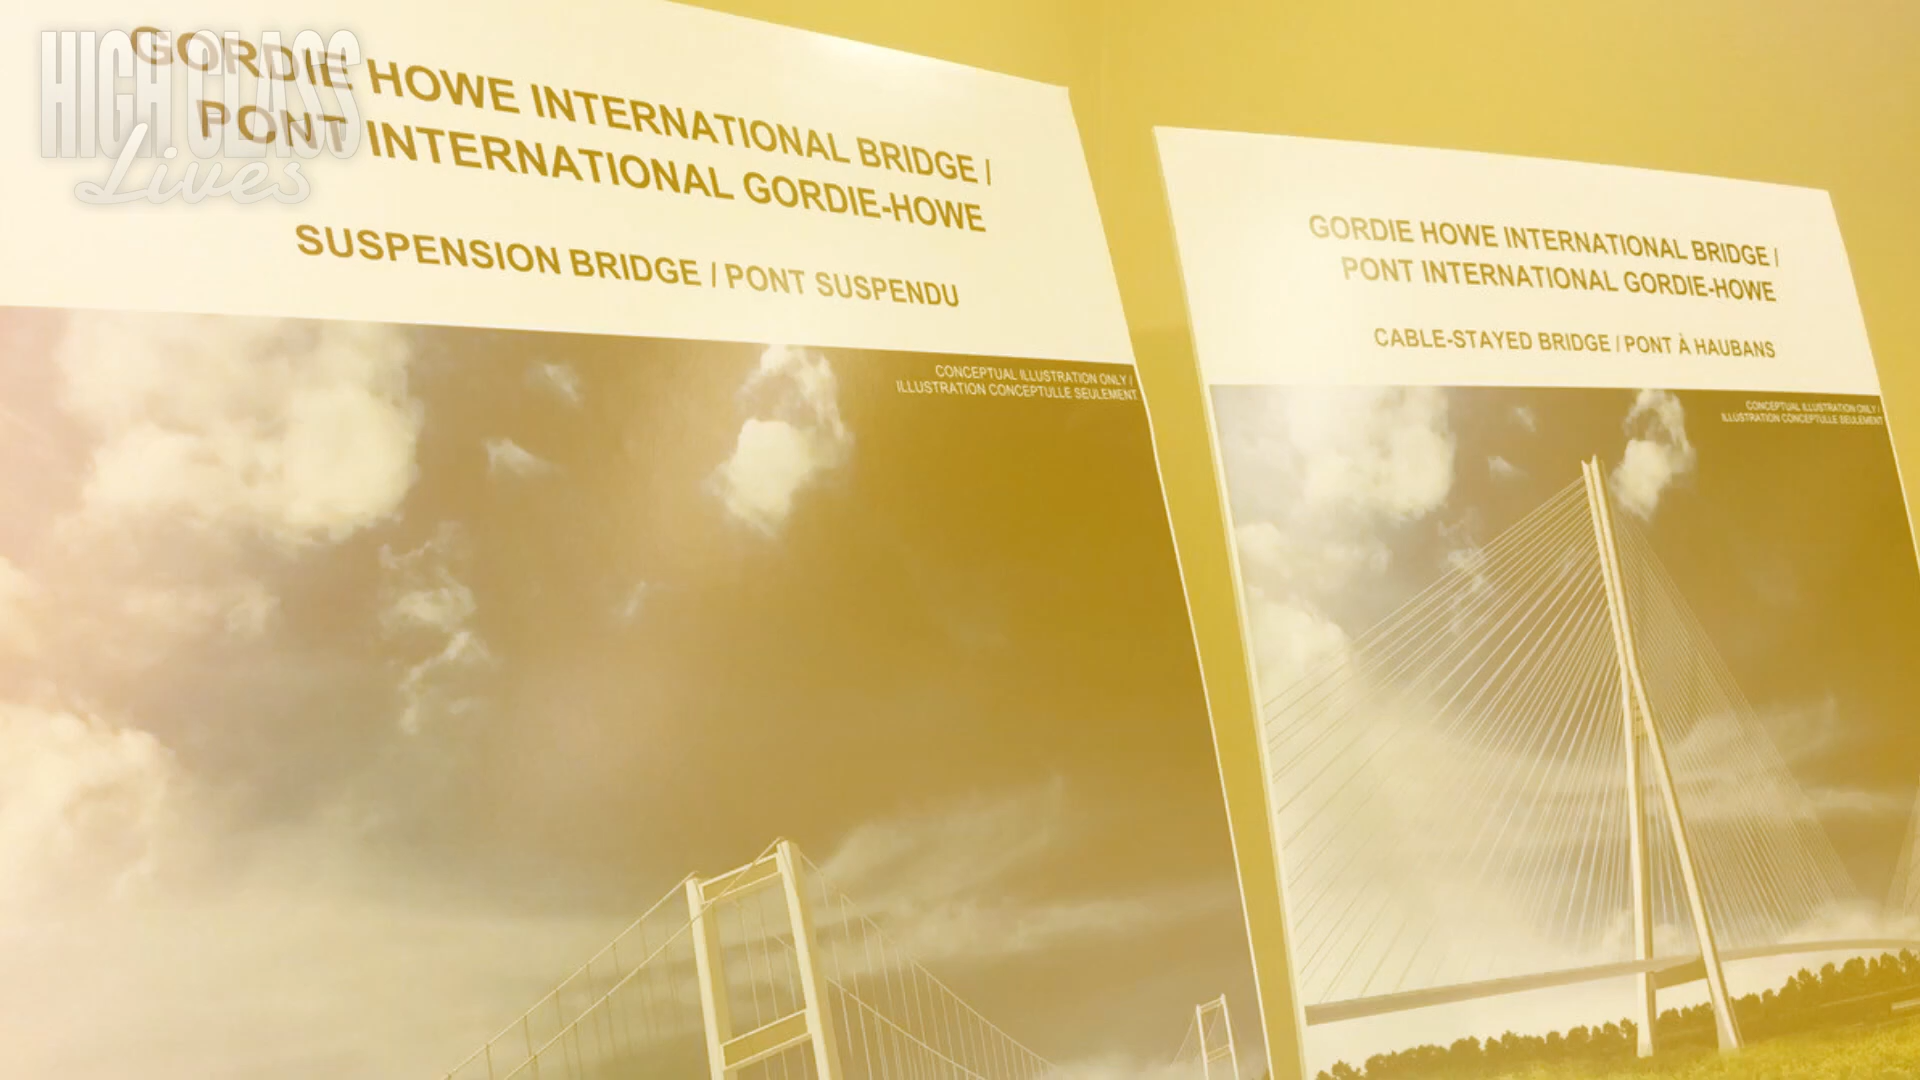 HIGH CLASS
Lives
GORDIE HOWE INTERNATIONAL BRIDGE /
PONT INTERNATIONAL GORDIE-HOWE
SUSPENSION BRIDGE / PONT SUSPENDU
CONCEPTUAL ILLUSTRATION ONLY /
ILLUSTRATION CONCEPTULLE SEULEMENT
GORDIE HOWE INTERNATIONAL BRIDGE /
PONT INTERNATIONAL GORDIE-HOWE
CABLE-STAYED BRIDGE / PONT À HAUBANS
CONCEPTUAL ILLUSTRATION ONLY /
ILLUSTRATION CONCEPTULLE SEULEMENT